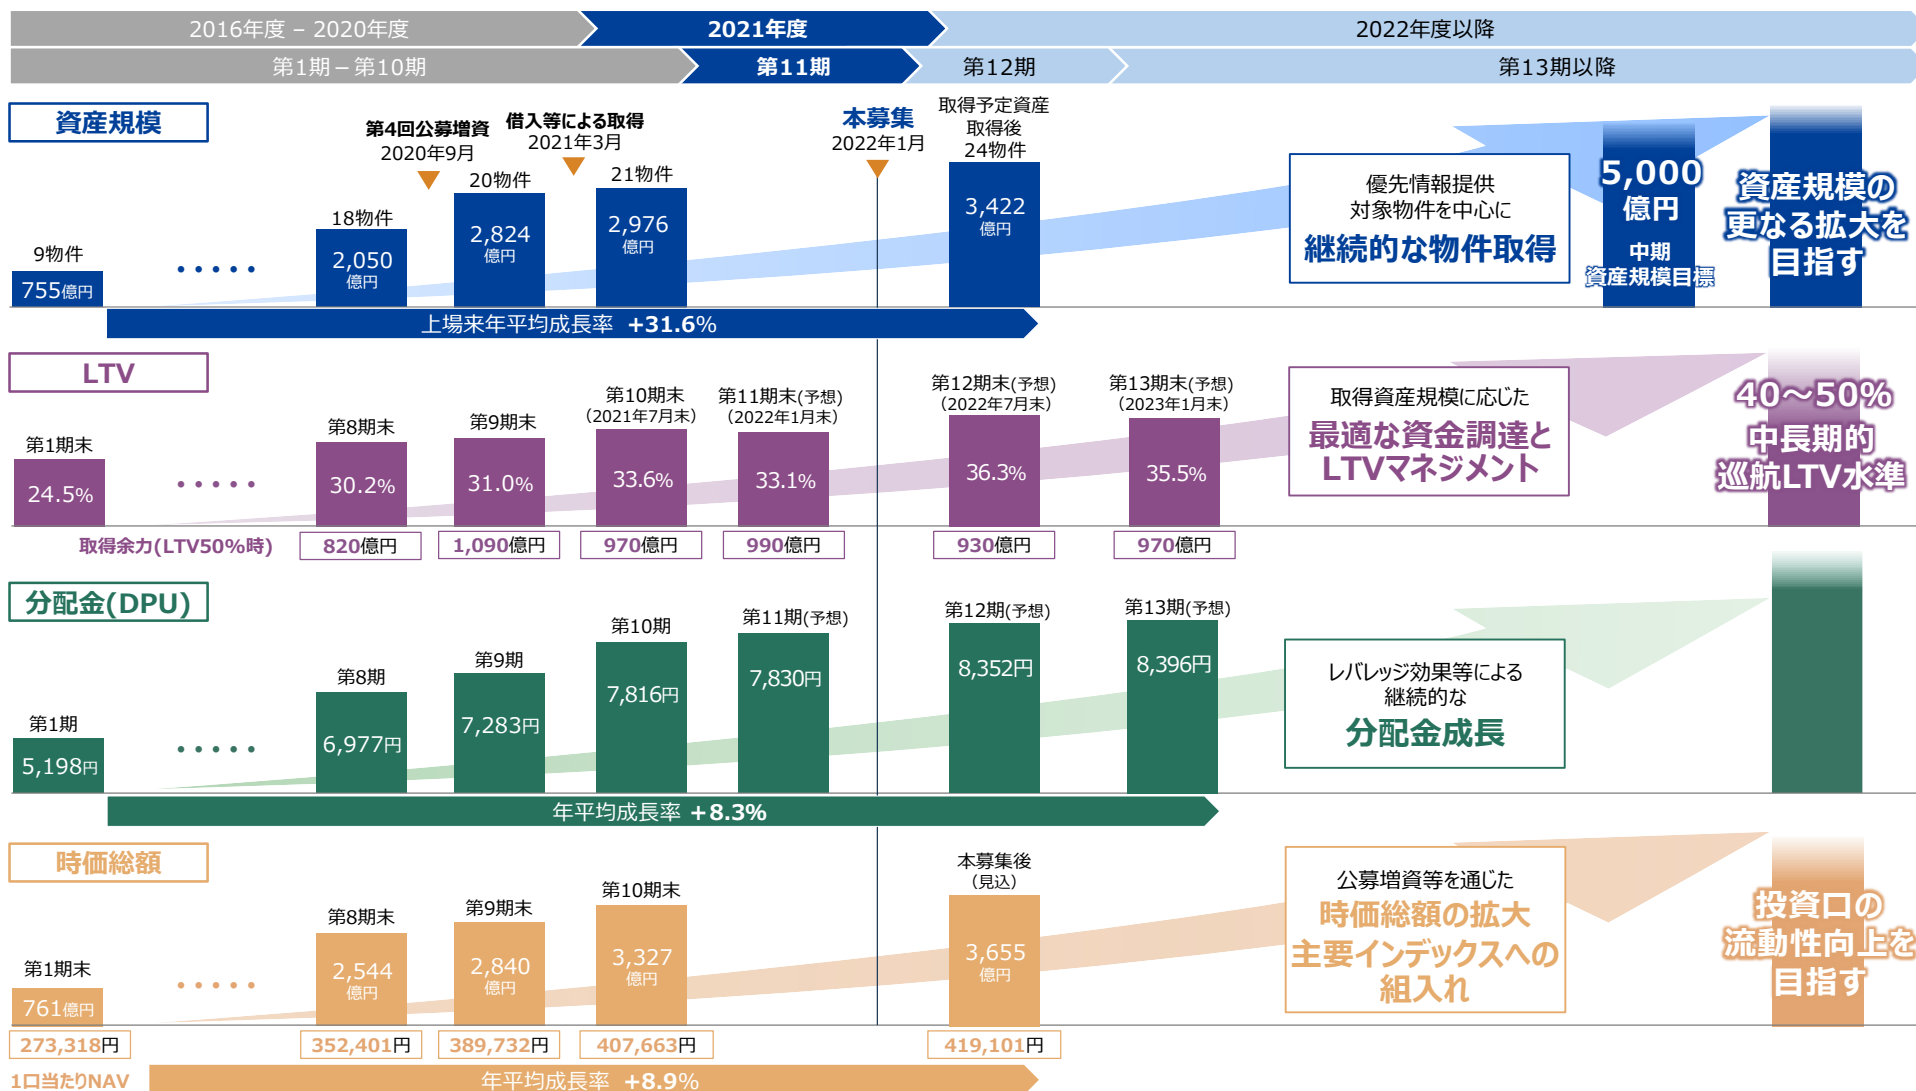 2016年度 – 2020年度
2021年度
2022年度以降
第1期 – 第10期
第11期
第12期
第13期以降
資産規模
第4回公募増資
2020年9月
借入等による取得
2021年3月
本募集
2022年1月
取得予定資産
取得後
24物件
9物件
755億円
・・・・・
18物件
2,050
億円
20物件
2,824
億円
21物件
2,976
億円
3,422
億円
優先情報提供
対象物件を中心に
継続的な物件取得
5,000
億円
中期
資産規模目標
資産規模の
更なる拡大を
目指す
上場来年平均成長率 +31.6%
LTV
第1期末
24.5%
・・・・・
第8期末
30.2%
第9期末
31.0%
第10期末
(2021年7月末)
33.6%
第11期末(予想)
(2022年1月末)
33.1%
第12期末(予想)
(2022年7月末)
36.3%
第13期末(予想)
(2023年1月末)
35.5%
取得資産規模に応じた
最適な資金調達と
LTVマネジメント
40～50%
中長期的
巡航LTV水準
取得余力(LTV50%時)
820億円
1,090億円
970億円
990億円
930億円
970億円
分配金(DPU)
第1期
5,198円
・・・・・
第8期
6,977円
第9期
7,283円
第10期
7,816円
第11期(予想)
7,830円
第12期(予想)
8,352円
第13期(予想)
8,396円
レバレッジ効果等による
継続的な
分配金成長
年平均成長率 +8.3%
時価総額
第1期末
761億円
・・・・・
第8期末
2,544
億円
第9期末
2,840
億円
第10期末
3,327
億円
本募集後
(見込)
3,655
億円
公募増資等を通じた
時価総額の拡大
主要インデックスへの
組入れ
投資口の
流動性向上を
目指す
273,318円
352,401円
389,732円
407,663円
419,101円
1口当たりNAV
年平均成長率 +8.9%